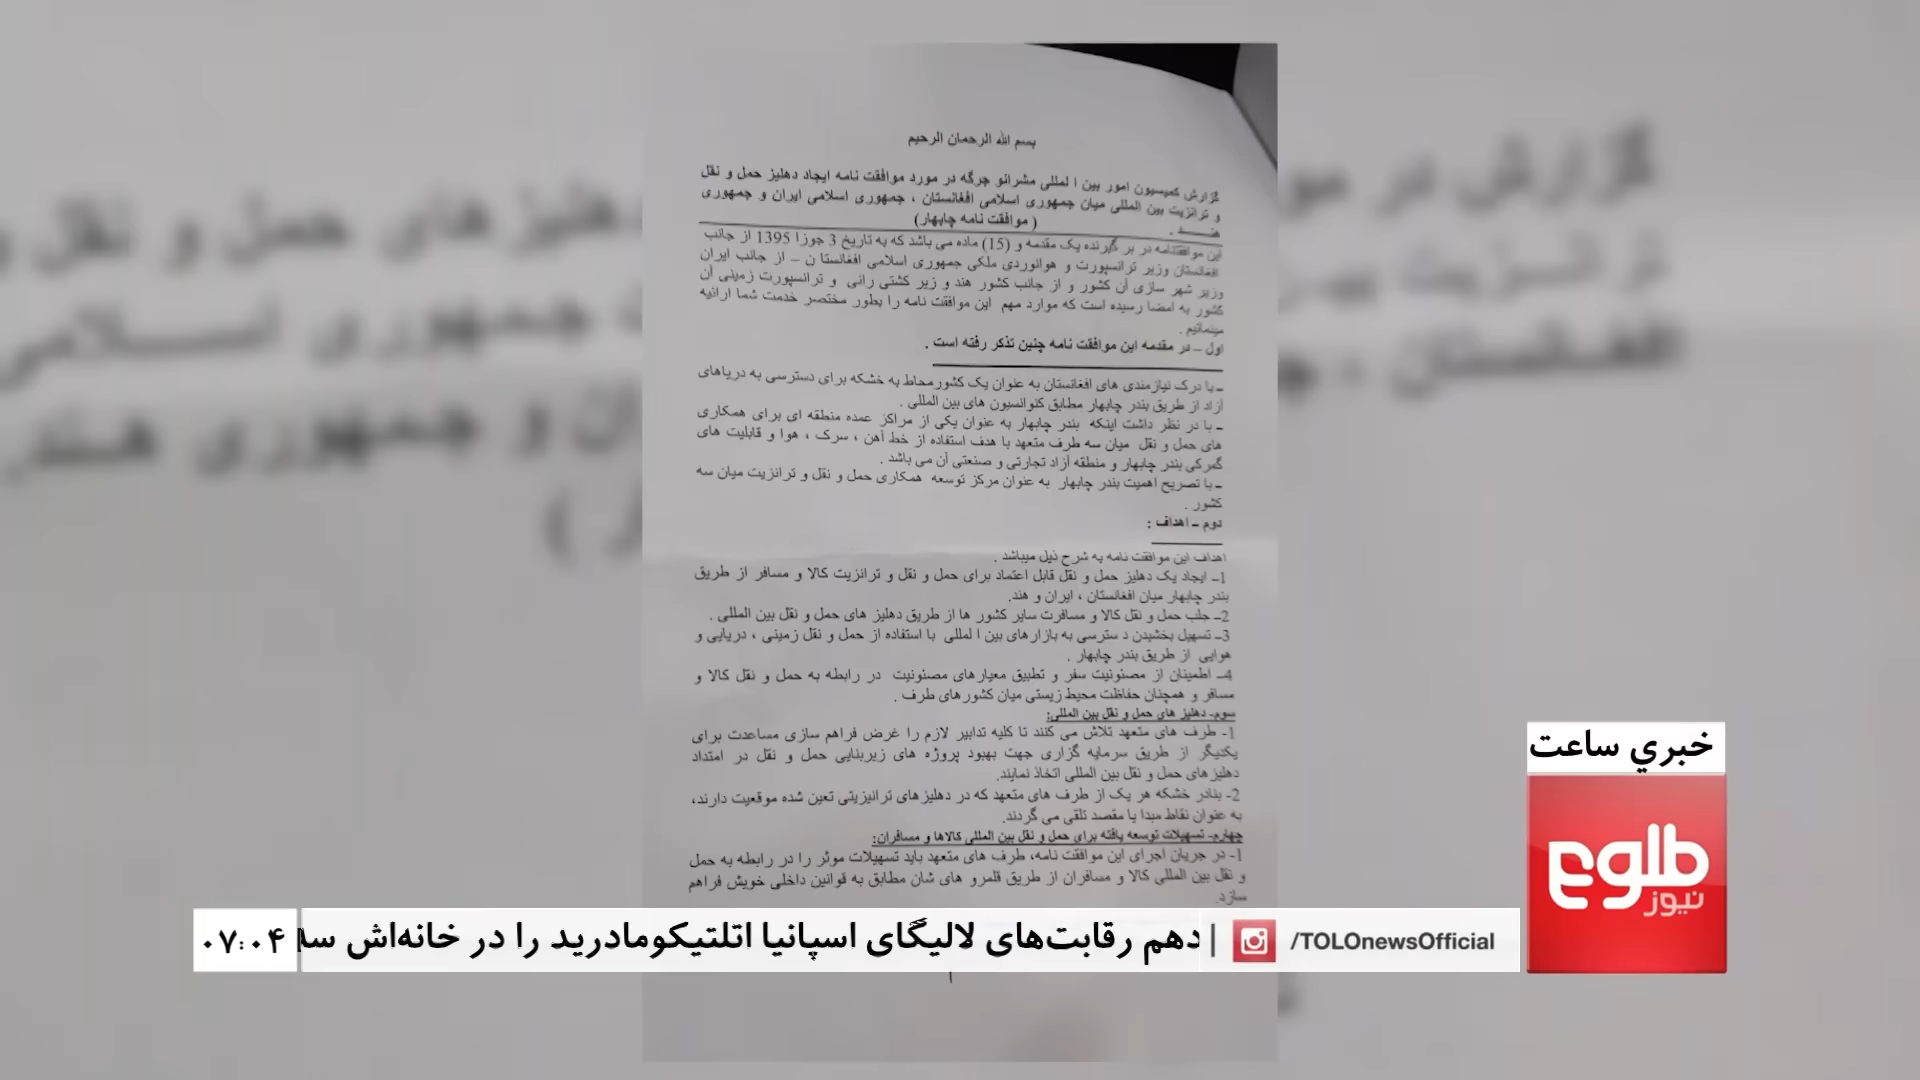 بسم الله الرحمان الرحیم
گزارش کمیسیون امور بین ا لمللی مشرانو جرگه در مورد موافقت نامه ایجاد دهلیز حمل و نقل
و ترانزیت بین المللی میان جمهوری اسلامی افغانستان ، جمهوری اسلامی ایران و جمهوری
هنـــــد . ( موافقت نامه چابهار)
این موافقتنامه در بر گیرنده یک مقدمه و (15) ماده می باشد که به تاریخ 3 جوزا 1395 از جانب
افغانستان وزیر ترانسپورت و هوانوردی ملکی جمهوری اسلامی افغانستا ن – از جانب ایران
وزیر شهر سازی آن کشور و از جانب کشور هند و زیر کشتی رانی و ترانسپورت زمینی آن
کشور به امضا رسیده است که موارد مهم این موافقت نامه را بطور مختصر خدمت شما ارائیه
مینمائیم .
اول – در مقدمه این موافقت نامه چنین تذکر رفته است .
ـ با درک نیازمندی های افغانستان به عنوان یک کشورمحاط به خشکه برای دسترسی به دریاهای
آزاد از طریق بندر چابهار مطابق کنوانسیون های بین المللی .
ـ با در نظر داشت اینکه بندر چابهار به عنوان یکی از مراکز عمده منطقه ای برای همکاری
های حمل و نقل میان سه طرف متعهد با هدف استفاده از خط آهن ، سرک ، هوا و قابلیت های
گمرکی بندر چابهار و منطقه آزاد تجارتی و صنعتی آن می باشد .
ـ با تصریح اهمیت بندر چابهار به عنوان مرکز توسعه همکاری حمل و نقل و ترانزیت میان سه
کشور .
دوم ـ اهداف :
اهداف این موافقت نامه به شرح ذیل میباشد .
1ـ ایجاد یک دهلیز حمل و نقل قابل اعتماد برای حمل و نقل و ترانزیت کالا و مسافر از طریق
بندر چابهار میان افغانستان ، ایران و هند.
2ـ جلب حمل و نقل کالا و مسافرت سایر کشور ها از طریق دهلیز های حمل و نقل بین المللی .
3ـ تسهیل بخشیدن د سترسی به بازارهای بین ا لمللی با استفاده از حمل و نقل زمینی ، دریایی و
هوایی از طریق بندر چابهار .
4ـ اطمینان از مصئونیت سفر و تطبیق معیارهای مصئونیت در رابطه به حمل و نقل کالا و
مسافر و همچنان حفاظت محیط زیستی میان کشورهای طرف .
سوم- دهلیز های حمل و نقل بین المللی:
1- طرف های متعهد تلاش می کنند تا کلیه تدابیر لازم را غرض فراهم سازی مساعدت برای
یکدیگر از طریق سرمایه گزاری جهت بهبود پروژه های زیربنایی حمل و نقل در امتداد
دهلیزهای حمل و نقل بین المللی اتخاذ نمایند.
2- بنادر خشکه هر یک از طرف های متعهد که در دهلیزهای ترانیزیتی تعین شده موقعیت دارند،
به عنوان نقاط مبدا یا مقصد تلقی می گردند.
چهارم- تسهیلات توسعه یافته برای حمل و نقل بین المللی کالاها و مسافران:
1- در جریان اجرای این موافقت نامه، طرف های متعهد باید تسهیلات موثر را در رابطه به حمل
و نقل بین المللی کالا و مسافران از طریق قلمرو های شان مطابق به قوانین داخلی خویش فراهم
سازد.
خبري ساعت
طلوع
نیوز
/TOLOnewsOfficial
دهم رقابت‌های لالیگای اسپانیا اتلتیکومادرید را در خانه‌اش سه
۰۷:۰۴